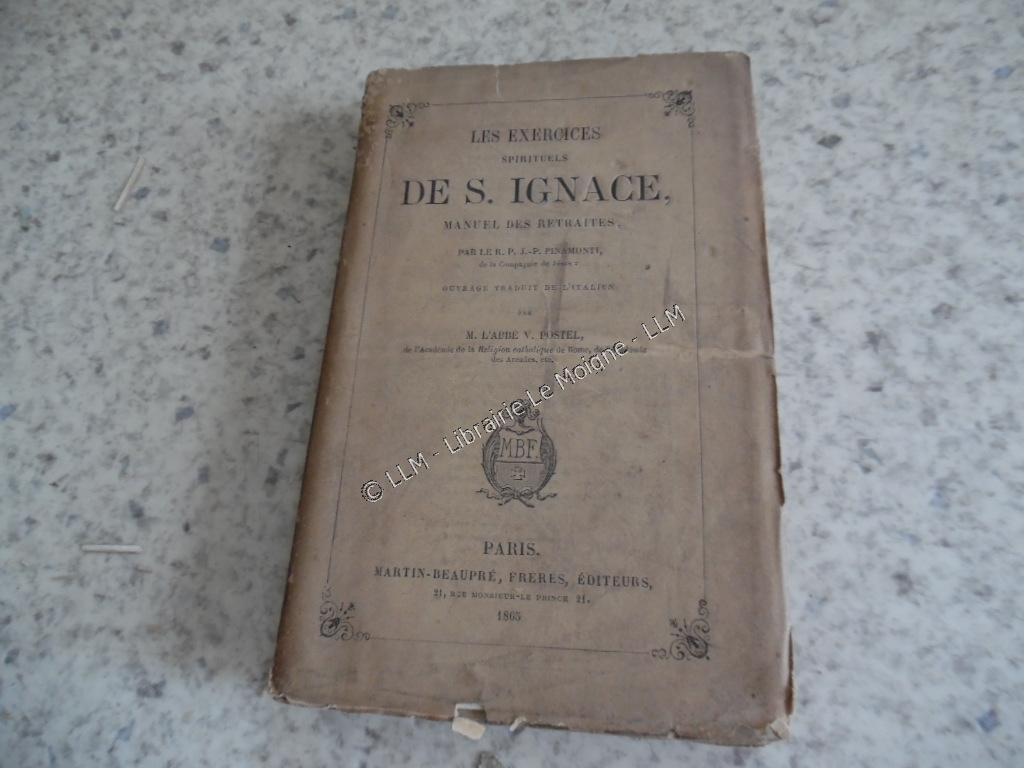 LES EXERCICES
SPIRITUELS
DE S. IGNACE,
MANUEL DES RETRAITES,
PAR LE R. P. J.-P. PINAMONTI,
de la Compagnie de Jésus :
OUVRAGE TRADUIT DE L'ITALIEN
PAR
M. L'ABBÉ V. POSTEL,
de l'Académie de la Religion catholique de Rome,
des Arcades, etc.
M.B.F.
PARIS.
MARTIN-BEAUPRÉ, FRÈRES, ÉDITEURS,
21, RUE MONSIEUR-LE PRINCE 21.
1865
© LLM - Librairie Le Moigne - LLM